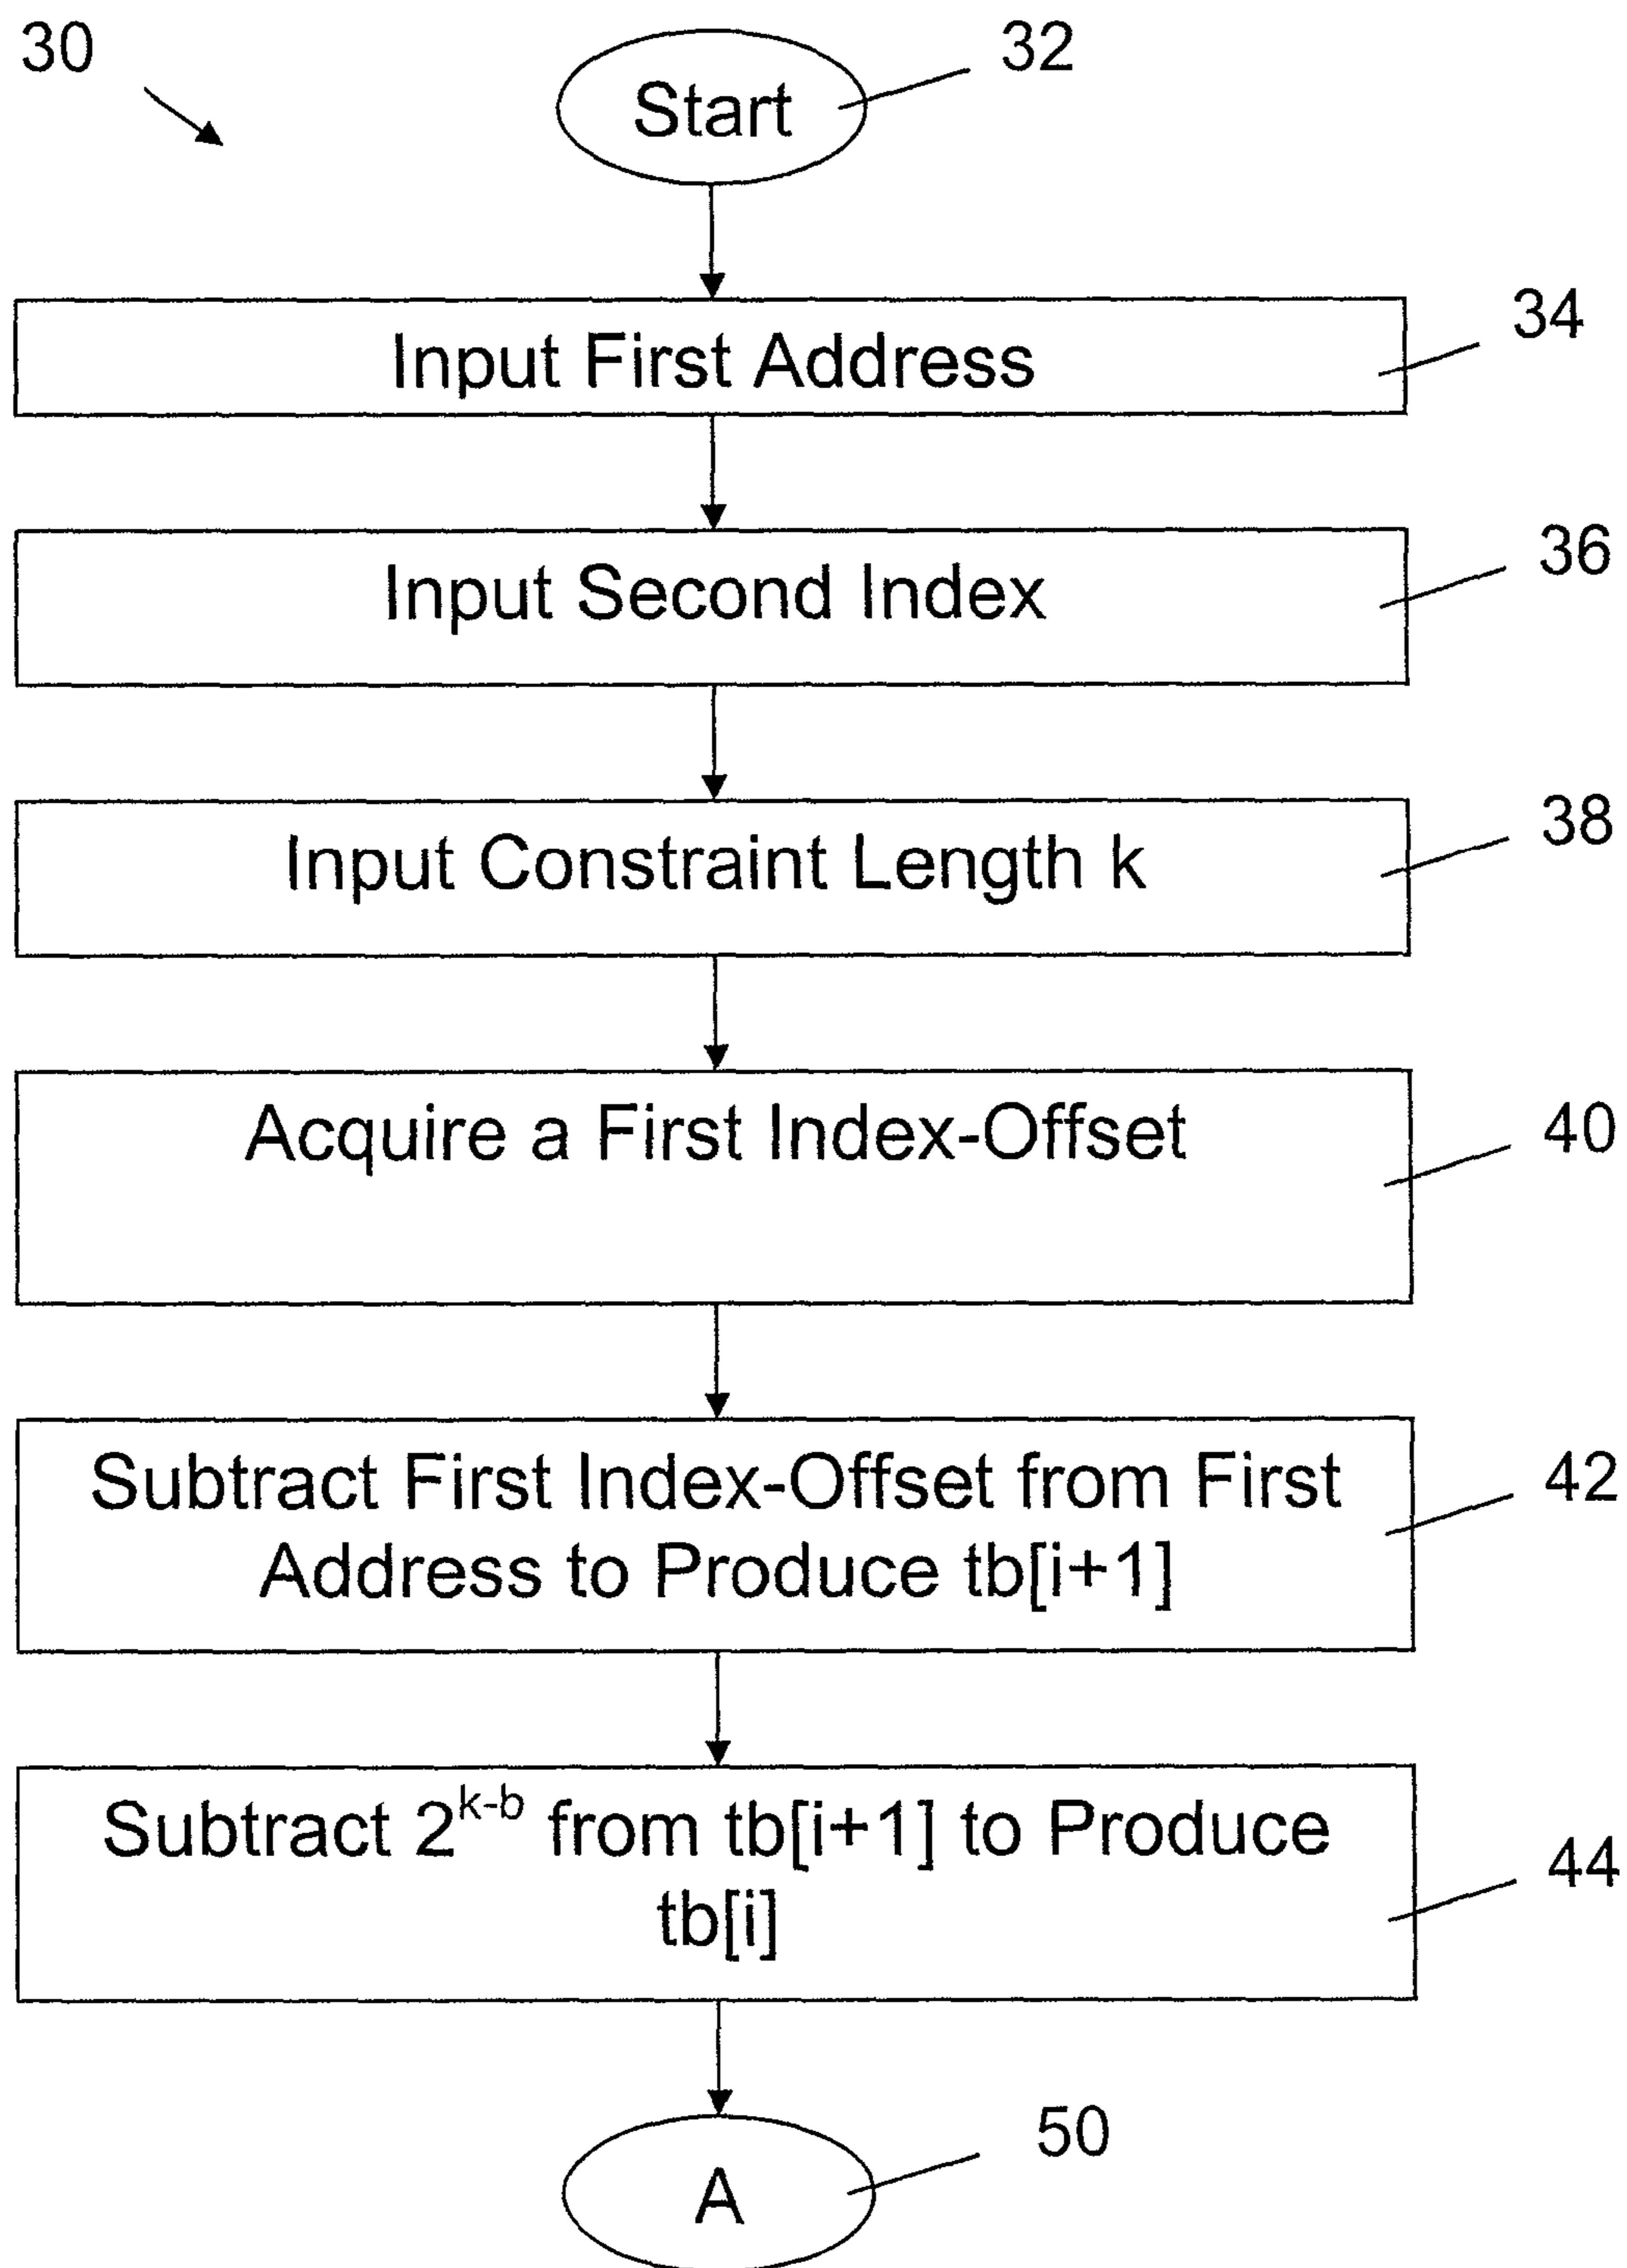 30
Start
32
Input First Address
34
Input Second Index
36
Input Constraint Length k
38
Acquire a First Index-Offset
40
Subtract First Index-Offset from First
Address to Produce tb[i+1]
42
Subtract 2^{k-b} from tb[i+1] to Produce
tb[i]
44
A
50